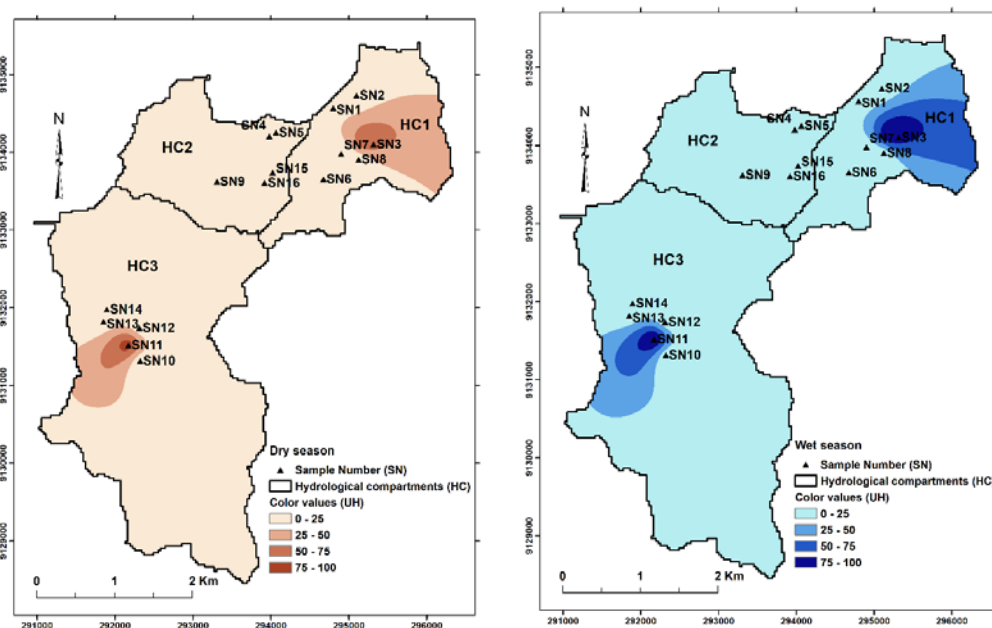 N
HC1
HC2
HC3
SN2
SN1
SN4
SN5
SN7
SN3
SN8
SN15
SN16
SN9
SN6
SN14
SN13
SN12
SN11
SN10
Dry season
Sample Number (SN)
Hydrological compartments (HC)
Color values (UH)
0 - 25
25 - 50
50 - 75
75 - 100
0 1 2 Km
9135000
9134000
9133000
9132000
9131000
9130000
9129000
291000 292000 293000 294000 295000 296000
N
HC1
HC2
HC3
SN2
SN1
SN4
SN5
SN7
SN3
SN8
SN15
SN16
SN9
SN6
SN14
SN13
SN12
SN11
SN10
Wet season
Sample Number (SN)
Hydrological compartments (HC
Color values (UH)
0 - 25
25 - 50
50 - 75
75 - 100
0 1 2 Km
9135000
9134000
9133000
9132000
9131000
9130000
9129000
291000 292000 293000 294000 295000 296000